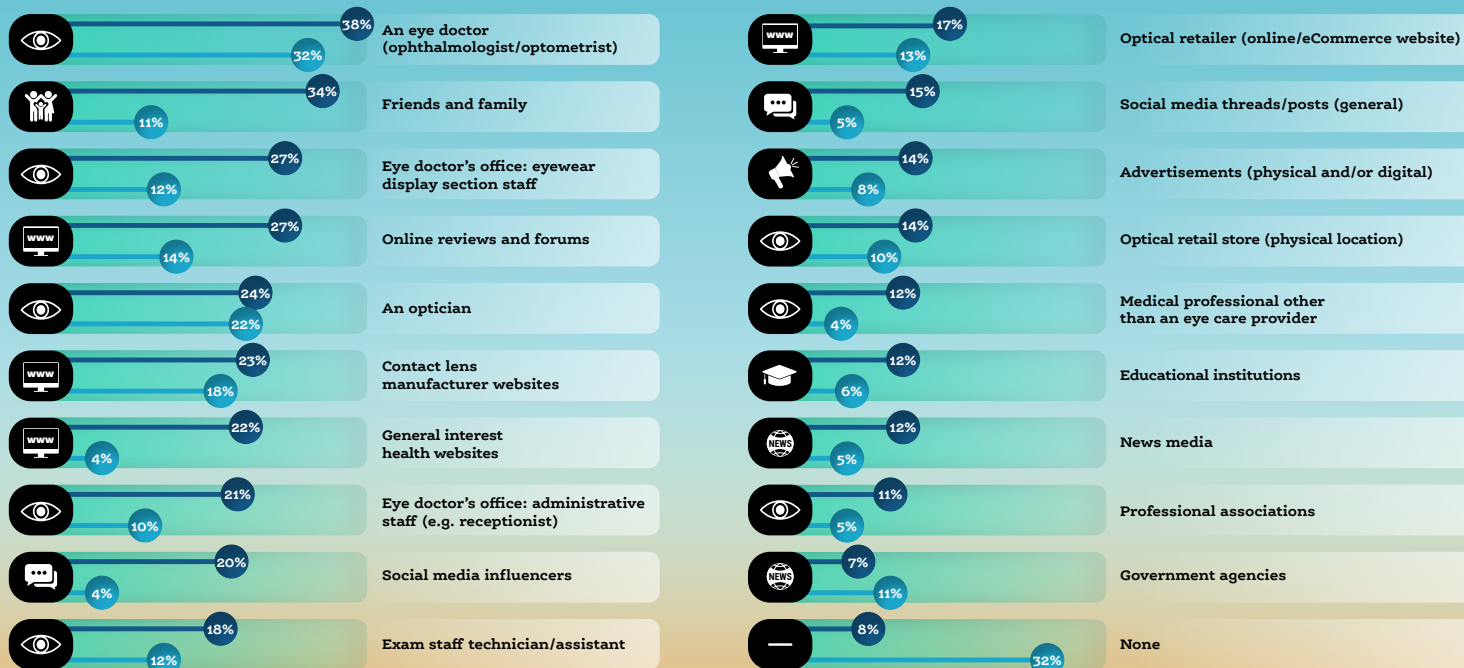 38%
An eye doctor
(ophthalmologist/optometrist)
32%
34%
Friends and family
11%
27%
Eye doctor's office: eyewear
display section staff
12%
27%
www
Online reviews and forums
14%
24%
An optician
22%
23%
www
Contact lens
manufacturer websites
18%
22%
www
General interest
health websites
4%
21%
Eye doctor's office: administrative
staff (e.g. receptionist)
10%
20%
Social media influencers
4%
18%
Exam staff technician/assistant
12%
17%
www
Optical retailer (online/eCommerce website)
13%
15%
Social media threads/posts (general)
5%
14%
Advertisements (physical and/or digital)
8%
14%
Optical retail store (physical location)
10%
12%
Medical professional other
than an eye care provider
4%
12%
Educational institutions
6%
12%
NEWS
News media
5%
11%
Professional associations
5%
7%
NEWS
Government agencies
11%
8%
None
32%